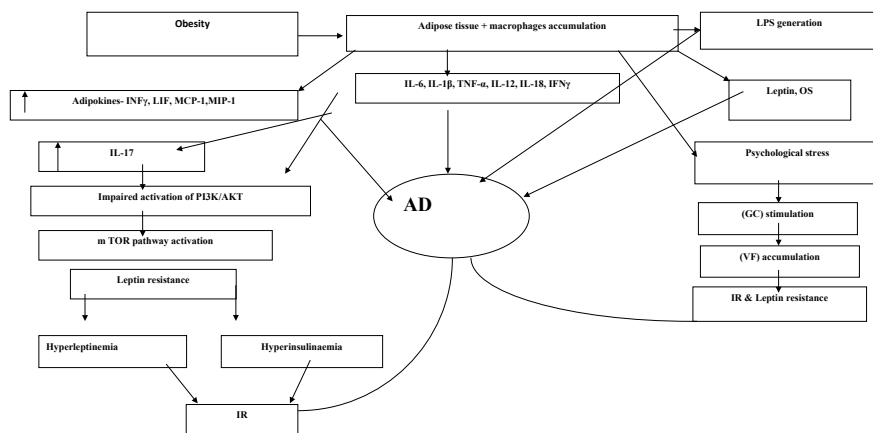 Obesity
Adipose tissue + macrophages accumulation
LPS generation
Adipokines- INFγ, LIF, MCP-1,MIP-1
IL-6, IL-1β, TNF-α, IL-12, IL-18, IFNγ
Leptin, OS
IL-17
Psychological stress
Impaired activation of PI3K/AKT
AD
(GC) stimulation
m TOR pathway activation
(VF) accumulation
Leptin resistance
IR & Leptin resistance
Hyperleptinemia
Hyperinsulinaemia
IR